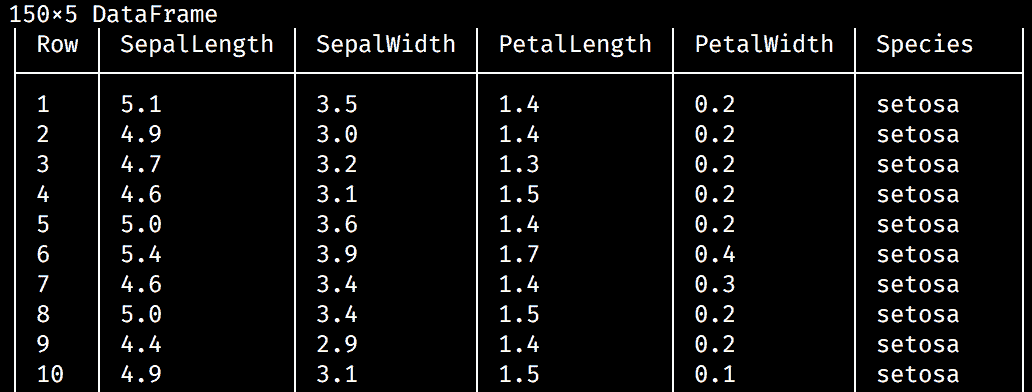 150×5 DataFrame
Row SepalLength SepalWidth PetalLength PetalWidth Species
1 5.1 3.5 1.4 0.2 setosa
2 4.9 3.0 1.4 0.2 setosa
3 4.7 3.2 1.3 0.2 setosa
4 4.6 3.1 1.5 0.2 setosa
5 5.0 3.6 1.4 0.2 setosa
6 5.4 3.9 1.7 0.4 setosa
7 4.6 3.4 1.4 0.3 setosa
8 5.0 3.4 1.5 0.2 setosa
9 4.4 2.9 1.4 0.2 setosa
10 4.9 3.1 1.5 0.1 setosa